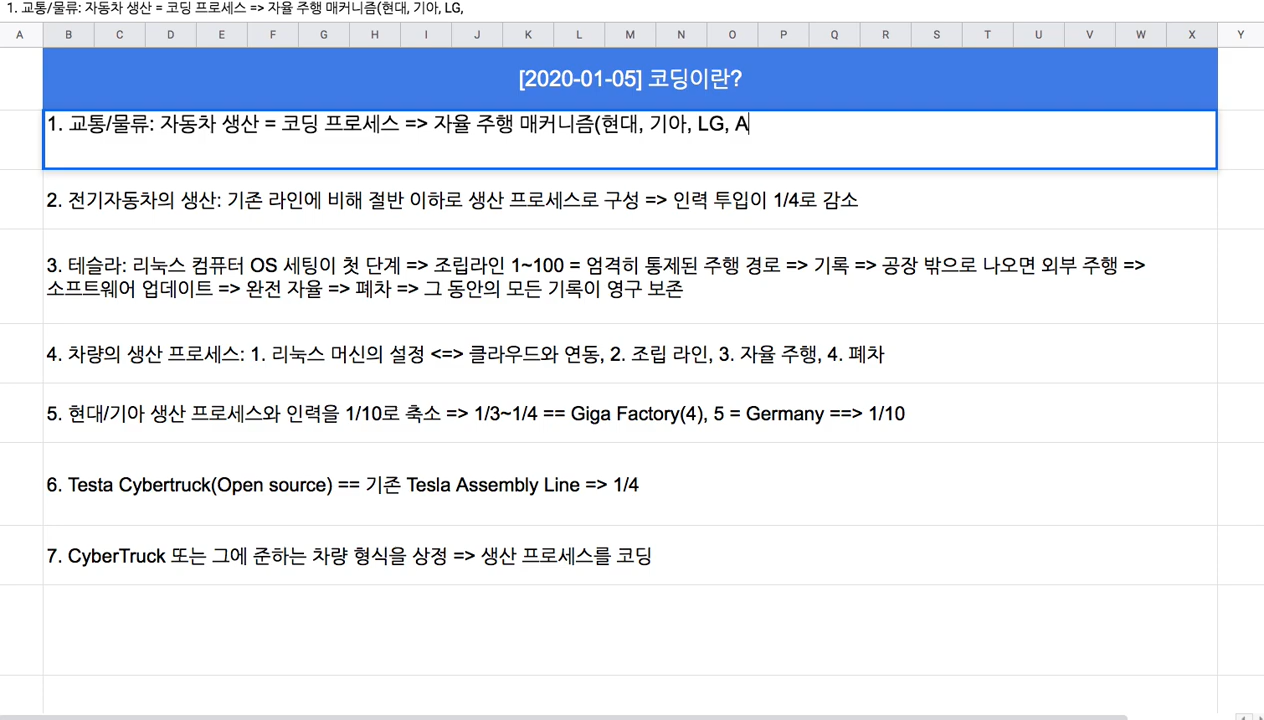 1. 교통/물류: 자동차 생산 = 코딩 프로세스 => 자율 주행 매커니즘(현대, 기아, LG,
A B C D E F G H I J K L M N O P Q R S T U V W X Y
[2020-01-05] 코딩이란?
1. 교통/물류: 자동차 생산 = 코딩 프로세스 => 자율 주행 매커니즘(현대, 기아, LG, A
2. 전기자동차의 생산: 기존 라인에 비해 절반 이하로 생산 프로세스로 구성 => 인력 투입이 1/4로 감소
3. 테슬라: 리눅스 컴퓨터 OS 세팅이 첫 단계 => 조립라인 1~100 = 엄격히 통제된 주행 경로 => 기록 => 공장 밖으로 나오면 외부 주행 =>
소프트웨어 업데이트 => 완전 자율 => 폐차 => 그 동안의 모든 기록이 영구 보존
4. 차량의 생산 프로세스: 1. 리눅스 머신의 설정 <=> 클라우드와 연동, 2. 조립 라인, 3. 자율 주행, 4. 폐차
5. 현대/기아 생산 프로세스와 인력을 1/10로 축소 => 1/3~1/4 == Giga Factory(4), 5 = Germany ==> 1/10
6. Testa Cybertruck(Open source) == 기존 Tesla Assembly Line => 1/4
7. CyberTruck 또는 그에 준하는 차량 형식을 상정 => 생산 프로세스를 코딩